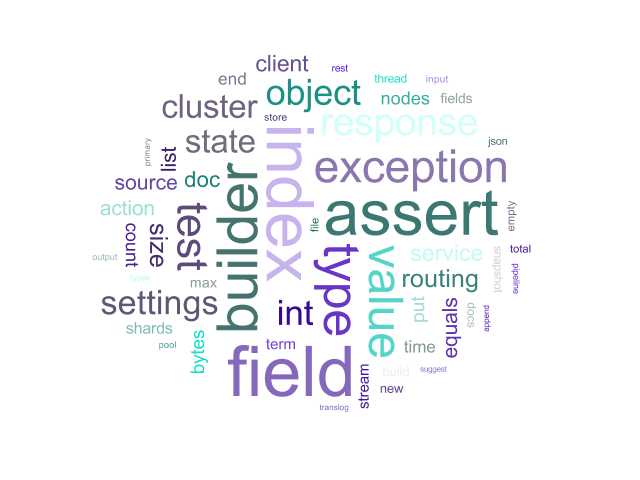 client
rest
end
thread
input
object
nodes
fields
cluster
store
response
state
index
json
primary
list
exception
source
doc
builder
assert
action
test
file
empty
count
size
type
value
service
snapshot
total
output
types
max
routing
pipeline
settings
int
put
docs
append
shards
equals
pool
bytes
term
time
field
stream
build
suggest
new
translog